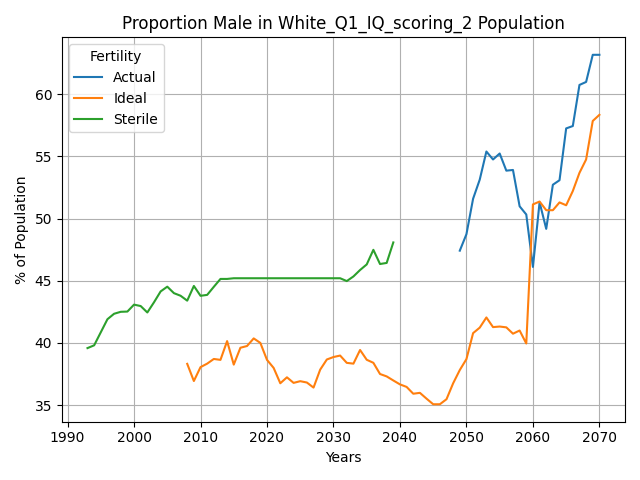 Proportion Male in White_Q1_IQ_scoring_2 Population
Fertility
Actual
Ideal
Sterile
% of Population
60
55
50
45
40
35
1990
2000
2010
2020
2030
2040
2050
2060
2070
Years